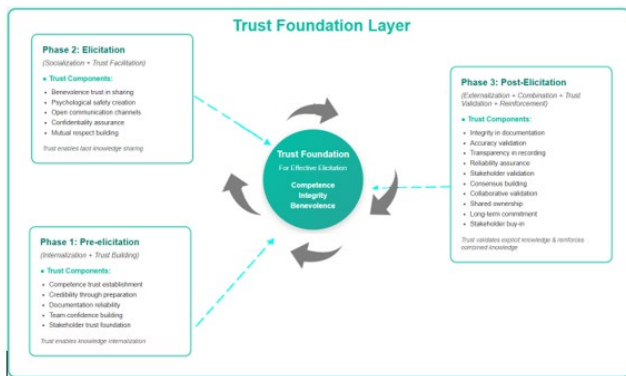 Trust Foundation Layer
Phase 2: Elicitation
(Socialization + Trust Facilitation)
● Trust Components:
• Benevolence trust in sharing
• Psychological safety creation
• Open communication channels
• Confidentiality assurance
• Mutual respect building
Trust enables tacit knowledge sharing
Phase 3: Post-Elicitation
(Externalization + Combination + Trust
Validation + Reinforcement)
● Trust Components:
• Integrity in documentation
• Accuracy validation
• Transparency in recording
• Reliability assurance
• Stakeholder validation
• Consensus building
• Collaborative validation
• Shared ownership
• Long-term commitment
• Stakeholder buy-in
Trust validates explicit knowledge & reinforces
combined knowledge
Trust Foundation
For Effective Elicitation
Competence
Integrity
Benevolence
Phase 1: Pre-elicitation
(Internalization + Trust Building)
● Trust Components:
• Competence trust establishment
• Credibility through preparation
• Documentation reliability
• Team confidence building
• Stakeholder trust foundation
Trust enables knowledge internalization